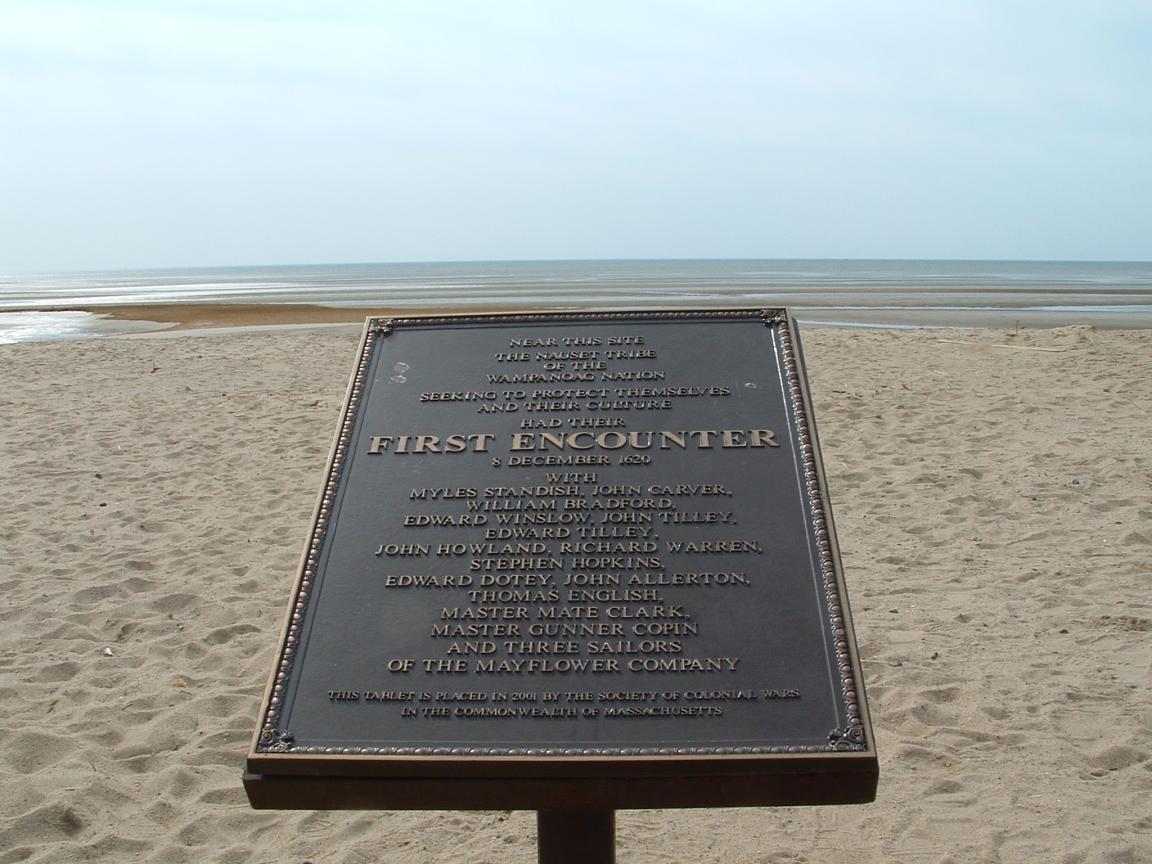 NEAR THIS SITE
THE NAUSET TRIBE
OF THE
WAMPANOAG NATION
SEEKING TO PROTECT THEMSELVES
AND THEIR CULTURE
HAD THEIR
FIRST ENCOUNTER
8 DECEMBER 1620
WITH
MYLES STANDISH, JOHN CARVER,
WILLIAM BRADFORD,
EDWARD WINSLOW, JOHN TILLEY,
EDWARD TILLEY,
JOHN HOWLAND, RICHARD WARREN,
STEPHEN HOPKINS,
EDWARD DOTEY, JOHN ALLERTON,
THOMAS ENGLISH,
MASTER MATE CLARK,
MASTER GUNNER COPIN
AND THREE SAILORS
OF THE MAYFLOWER COMPANY
THIS TABLET IS PLACED IN 2001 BY THE SOCIETY OF COLONIAL WARS
IN THE COMMONWEALTH OF MASSACHUSETTS